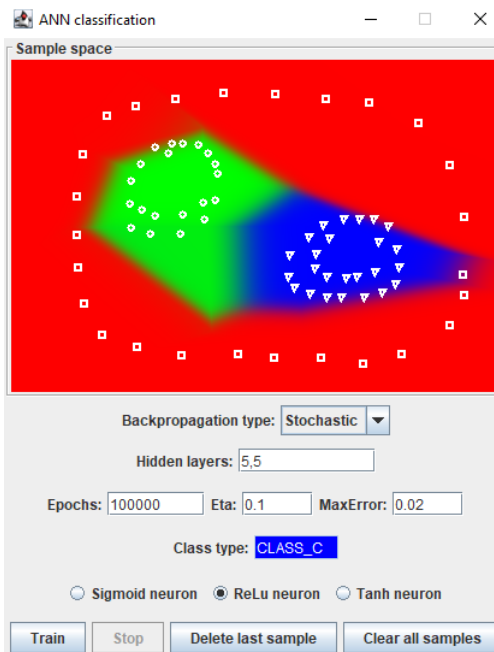 ANN classification
Sample space
Backpropagation type: Stochastic
Hidden layers: 5,5
Epochs: 100000 Eta: 0.1 MaxError: 0.02
Class type: CLASS_C
Sigmoid neuron ReLu neuron Tanh neuron
Train Stop Delete last sample Clear all samples